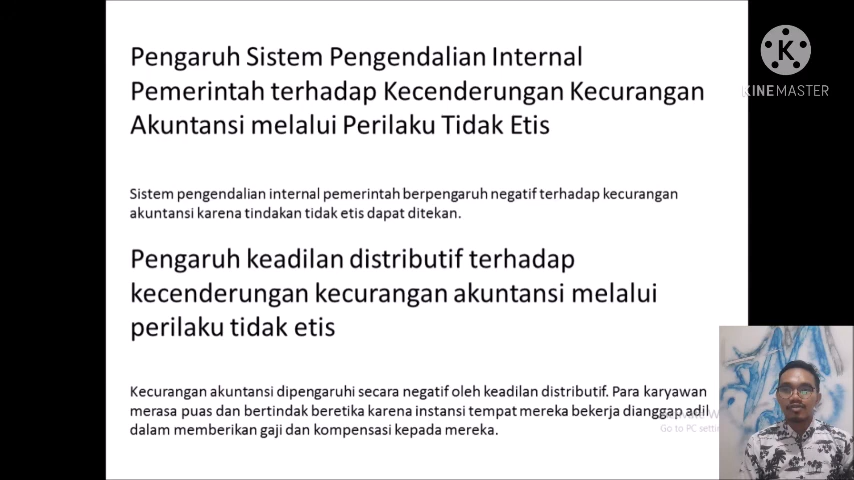 Pengaruh Sistem Pengendalian Internal
Pemerintah terhadap Kecenderungan Kecurangan
Akuntansi melalui Perilaku Tidak Etis
Sistem pengendalian internal pemerintah berpengaruh negatif terhadap kecurangan
akuntansi karena tindakan tidak etis dapat ditekan.
Pengaruh keadilan distributif terhadap
kecenderungan kecurangan akuntansi melalui
perilaku tidak etis
Kecurangan akuntansi dipengaruhi secara negatif oleh keadilan distributif. Para karyawan
merasa puas dan bertindak beretika karena instansi tempat mereka bekerja dianggap adil
dalam memberikan gaji dan kompensasi kepada mereka.
Go to PC
K
KINEMASTER